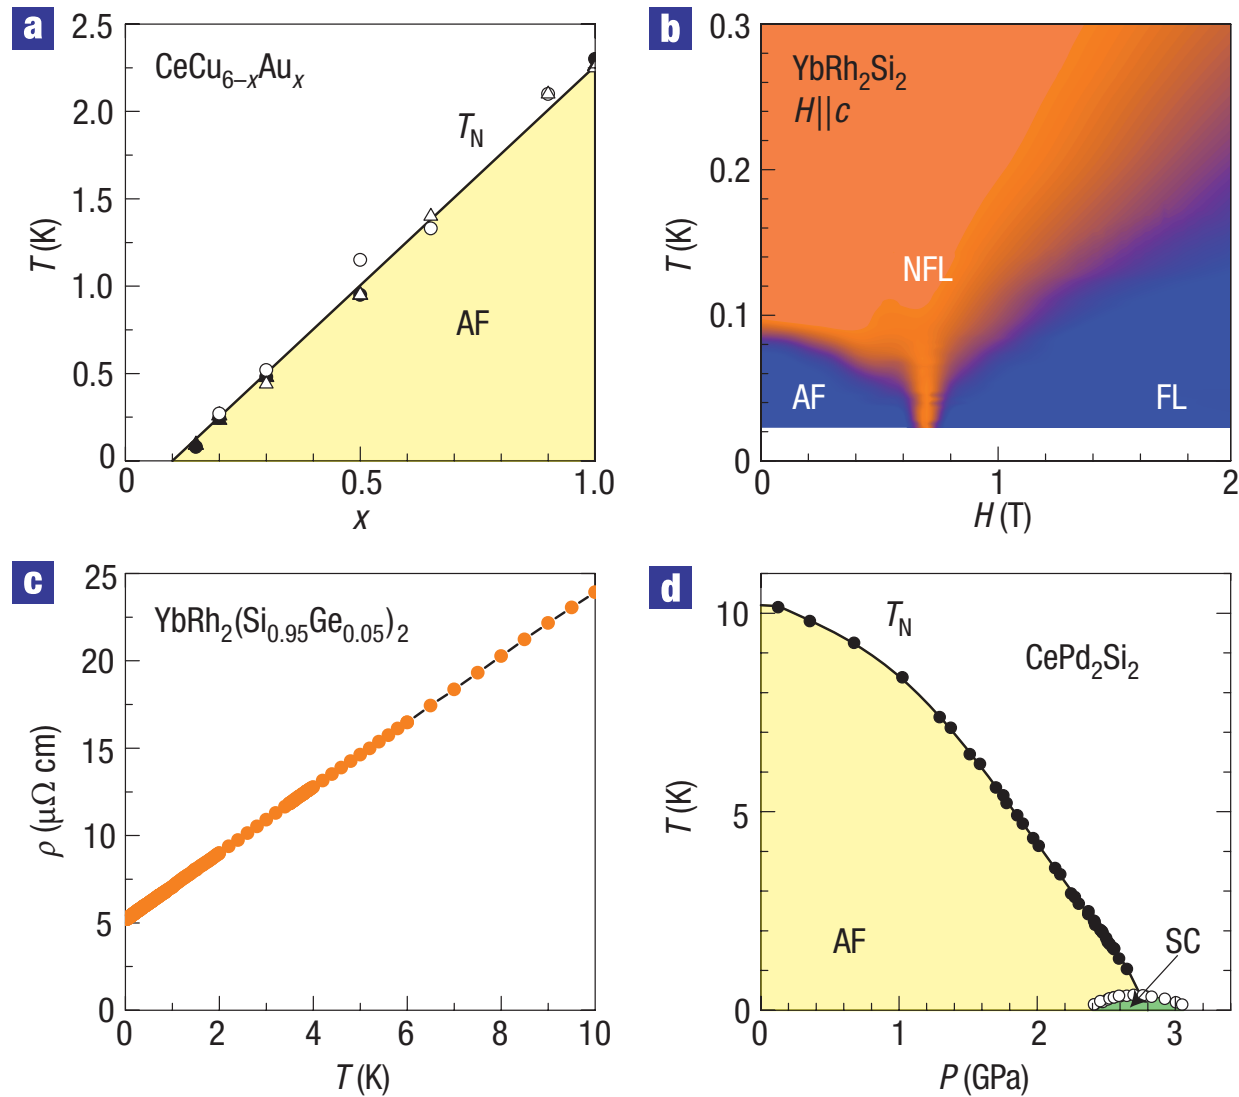 a
2.5
2.0
1.5
1.0
0.5
0
T (K)
CeCu6–xAux
TN
AF
0
0.5
1.0
x
b
0.3
0.2
0.1
0
T (K)
YbRh2Si2
H||c
NFL
AF
FL
0
1
2
H (T)
c
25
20
15
10
5
0
ρ (μΩ cm)
YbRh2(Si0.95Ge0.05)2
0
2
4
6
8
10
T (K)
d
10
5
0
T (K)
TN
CePd2Si2
AF
SC
0
1
2
3
P (GPa)